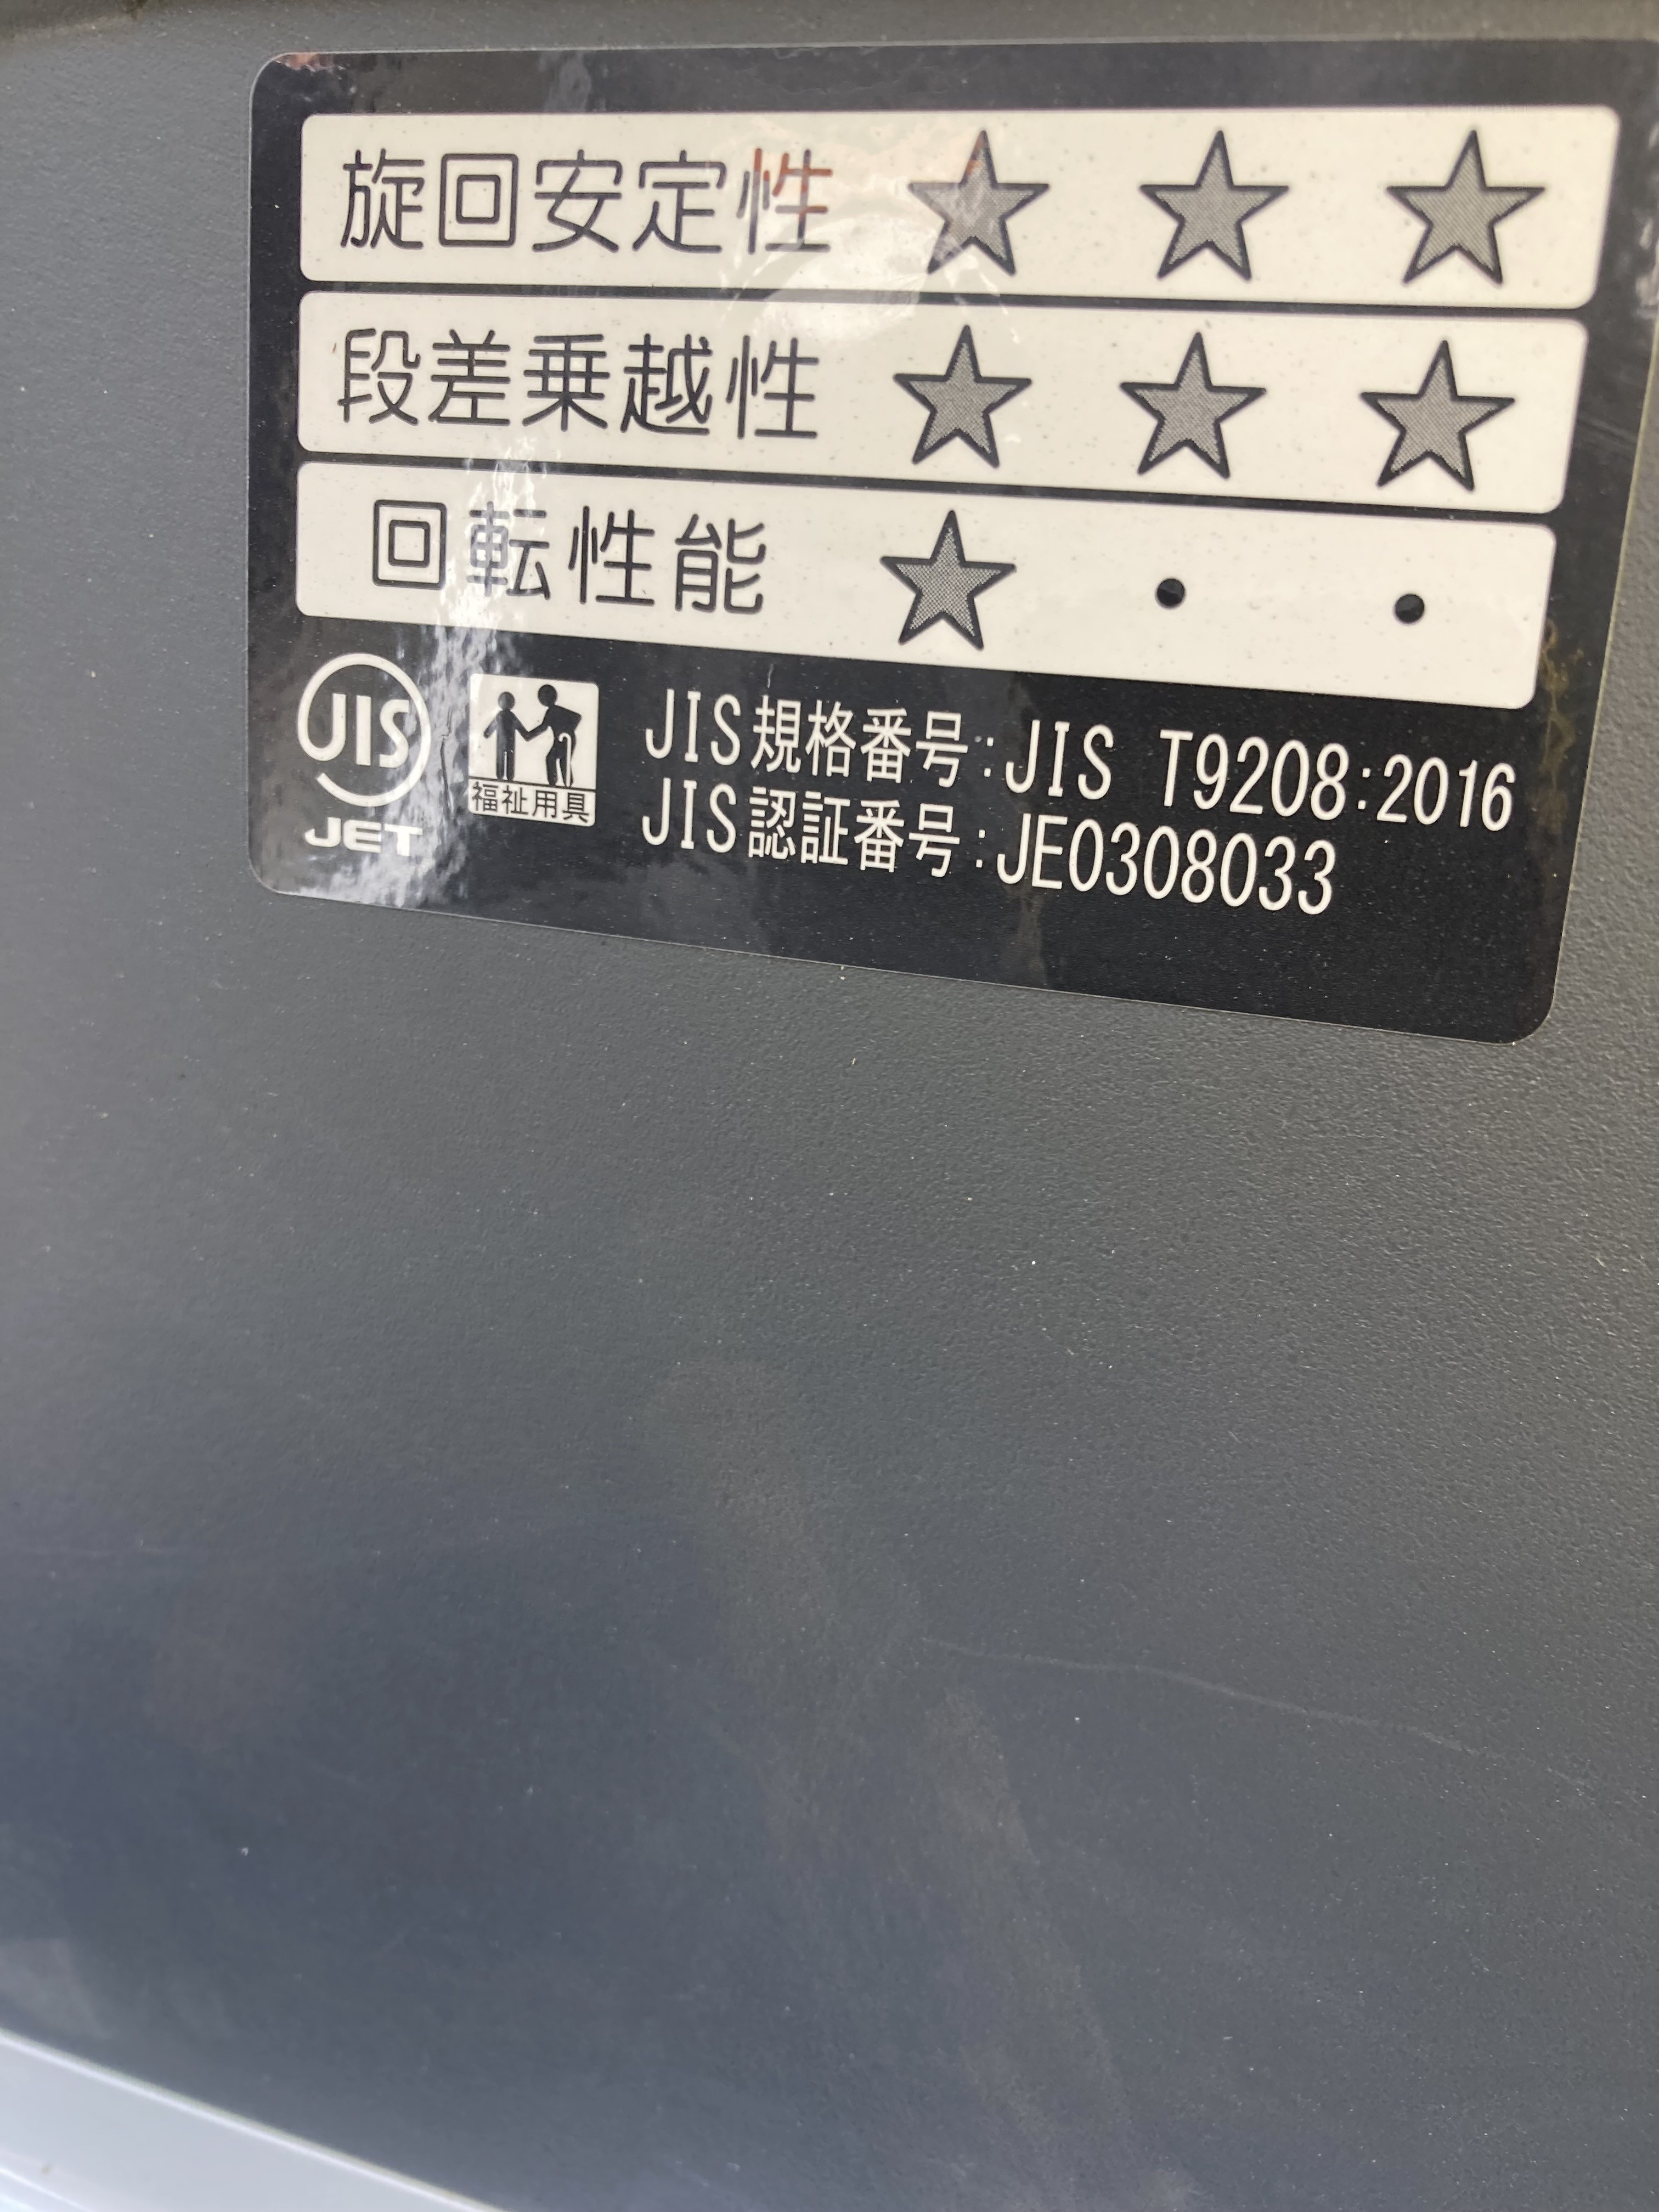 旋回安定性 ★ ★ ★
段差乗越性 ★ ★ ★
回転性能 ★ ・ ・
JIS
JET
福祉用具
JIS規格番号:JIS T9208:2016
JIS認証番号:JE0308033